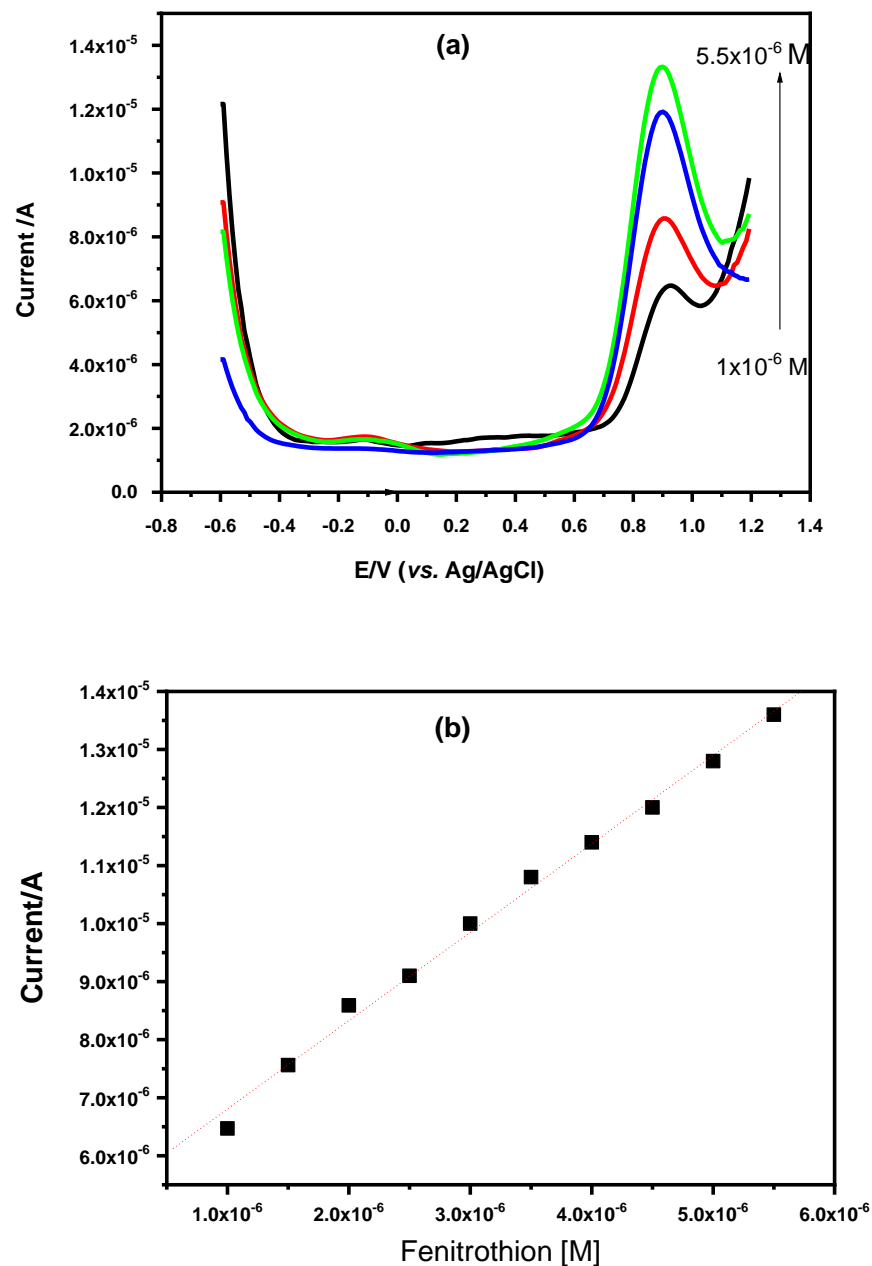 (a)
1.4x10⁻⁵
1.2x10⁻⁵
1.0x10⁻⁵
8.0x10⁻⁶
6.0x10⁻⁶
4.0x10⁻⁶
2.0x10⁻⁶
0.0
Current /A
5.5x10⁻⁶ M
1x10⁻⁶ M
-0.8 -0.6 -0.4 -0.2 0.0 0.2 0.4 0.6 0.8 1.0 1.2 1.4
E/V (vs. Ag/AgCl)
(b)
1.4x10⁻⁵
1.3x10⁻⁵
1.2x10⁻⁵
1.1x10⁻⁵
1.0x10⁻⁵
9.0x10⁻⁶
8.0x10⁻⁶
7.0x10⁻⁶
6.0x10⁻⁶
Current/A
1.0x10⁻⁶ 2.0x10⁻⁶ 3.0x10⁻⁶ 4.0x10⁻⁶ 5.0x10⁻⁶ 6.0x10⁻⁶
Fenitrothion [M]